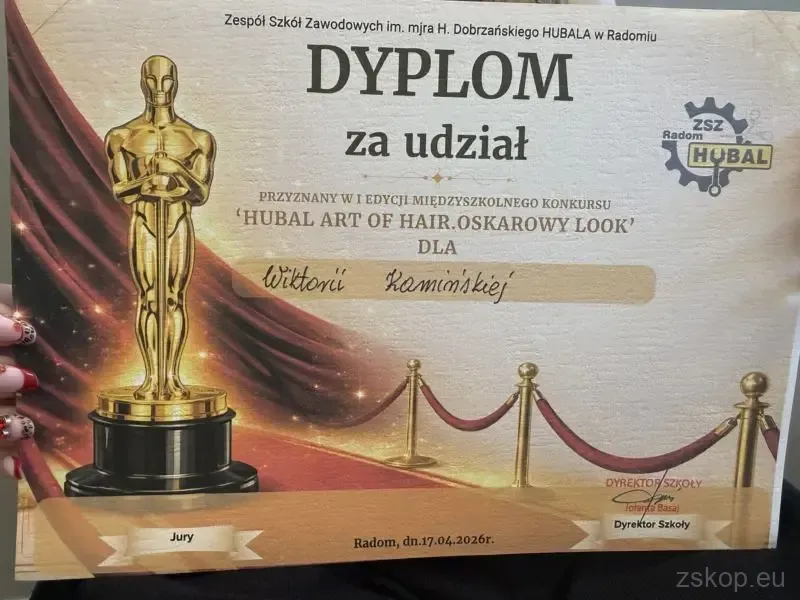 Zespół Szkół Zawodowych im. mjra H. Dobrzańskiego HUBALA w Radomiu
DYPLOM
za udział
ZSZ
Radom
HUBAL
PRZYZNANY W I EDYCJI MIĘDZYSZKOLNEGO KONKURSU
‘HUBAL ART OF HAIR.OSKAROWY LOOK’
DLA
Wiktorii Kamińskiej
DYREKTOR SZKOŁY
Jolanta Basaj
Jury
Radom, dn.17.04.2026r.
Dyrektor Szkoły
zskop.eu